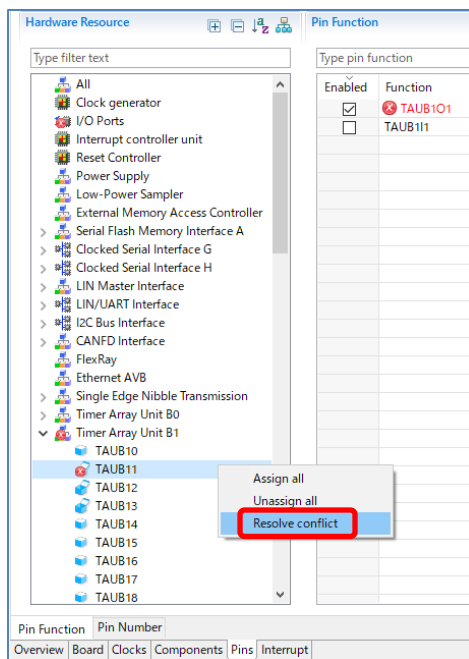 Hardware Resource
Type filter text
All
Clock generator
I/O Ports
Interrupt controller unit
Reset Controller
Power Supply
Low-Power Sampler
External Memory Access Controller
Serial Flash Memory Interface A
Clocked Serial Interface G
Clocked Serial Interface H
LIN Master Interface
LIN/UART Interface
I2C Bus Interface
CANFD Interface
FlexRay
Ethernet AVB
Single Edge Nibble Transmission
Timer Array Unit B0
Timer Array Unit B1
TAUB10
TAUB11
TAUB12
TAUB13
TAUB14
TAUB15
TAUB16
TAUB17
TAUB18
Assign all
Unassign all
Resolve conflict
Pin Function
Type pin function
Enabled Function
TAUB1O1
TAUB1I1
Pin Function Pin Number
Overview Board Clocks Components Pins Interrupt